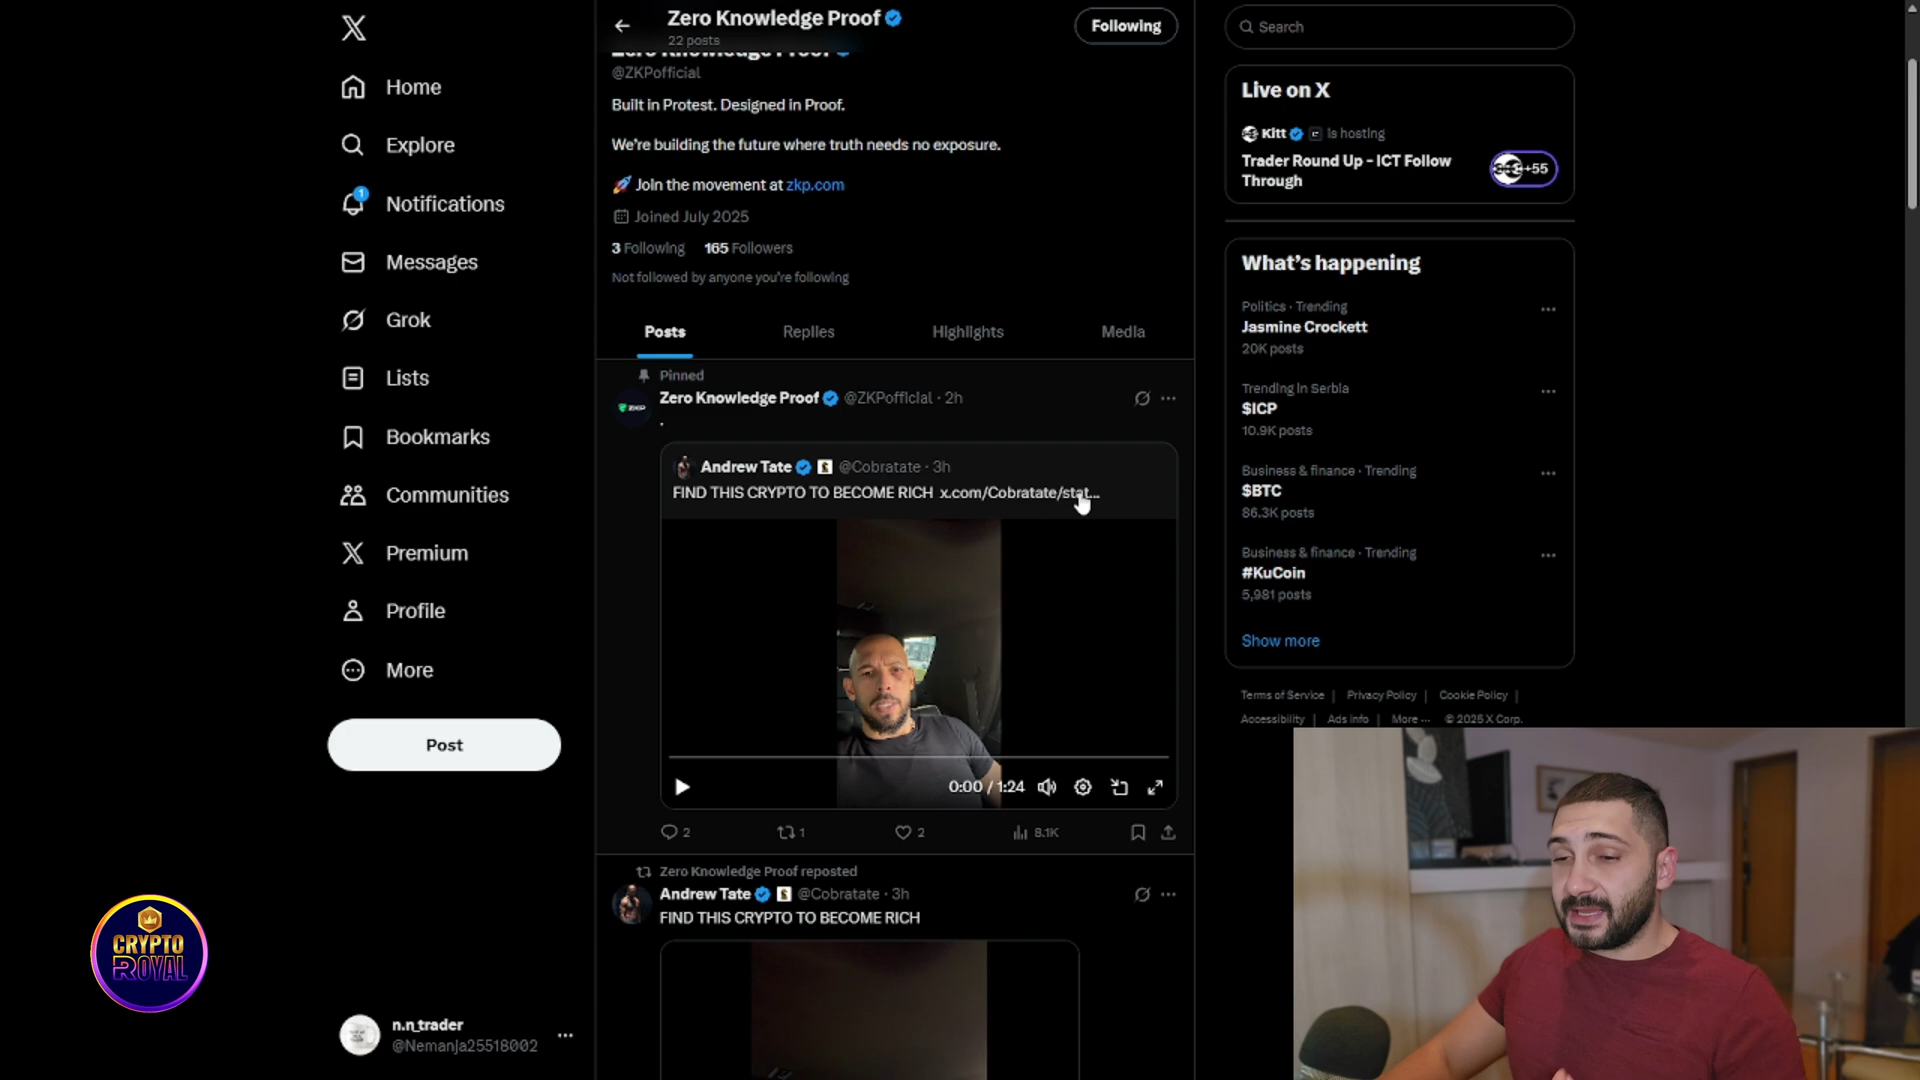 Home
Explore
1
Notifications
Messages
Grok
Lists
Bookmarks
Communities
Premium
Profile
More
Post
n.n_trader
@Nemanja25518002
CRYPTO
ROYAL
Zero Knowledge Proof
22 posts
Following
Zero Knowledge Proof
@ZKPofficial
Built in Protest. Designed in Proof.
We're building the future where truth needs no exposure.
🚀 Join the movement at zkp.com
Joined July 2025
3 Following 165 Followers
Not followed by anyone you're following
Posts Replies Highlights Media
Pinned
Zero Knowledge Proof @ZKPofficial · 2h
.
ZKP
Andrew Tate @Cobratate · 3h
FIND THIS CRYPTO TO BECOME RICH x.com/Cobratate/stat...
0:00 / 1:24
2 1 2 8.1K
Zero Knowledge Proof reposted
Andrew Tate @Cobratate · 3h
FIND THIS CRYPTO TO BECOME RICH
Search
Live on X
Kitt is hosting
Trader Round Up - ICT Follow
Through
+55
What's happening
Politics · Trending
Jasmine Crockett
20K posts
Trending in Serbia
$ICP
10.9K posts
Business & finance · Trending
$BTC
86.3K posts
Business & finance · Trending
#KuCoin
5,981 posts
Show more
Terms of Service | Privacy Policy | Cookie Policy |
Accessibility | Ads info | More ... © 2025 X Corp.